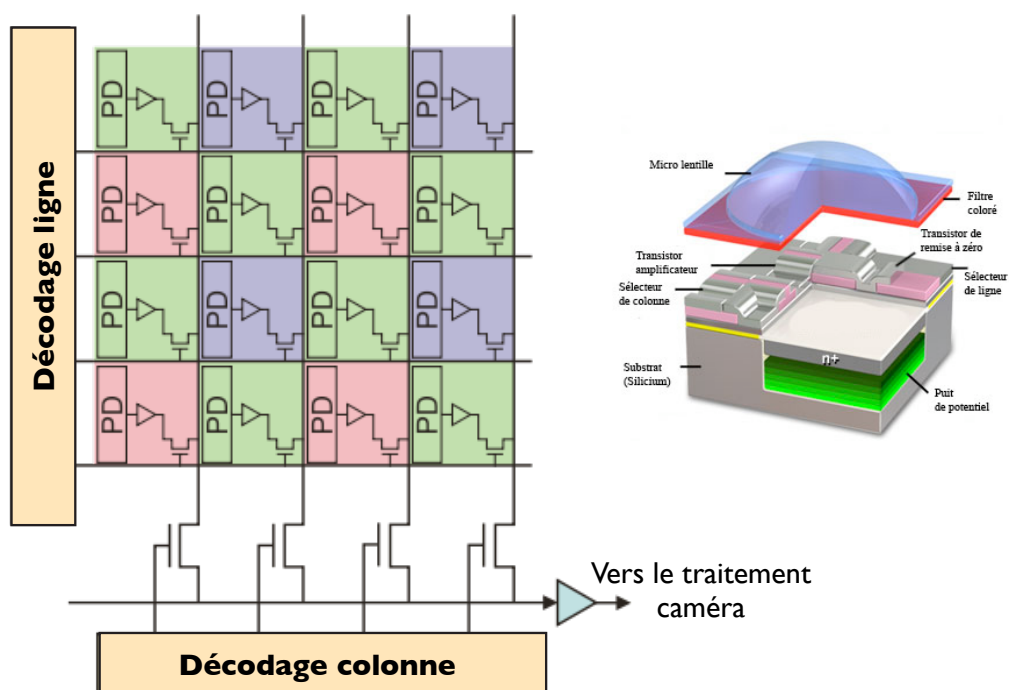 Décodage ligne
PD PD PD PD
PD PD PD PD
PD PD PD PD
PD PD PD PD
Vers le traitement
caméra
Décodage colonne
Micro lentille
Filtre
coloré
Transistor de
remise à zéro
Transistor
amplificateur
Sélecteur
de ligne
Sélecteur
de colonne
n+
Substrat
(Silicium)
Puit
de potentiel